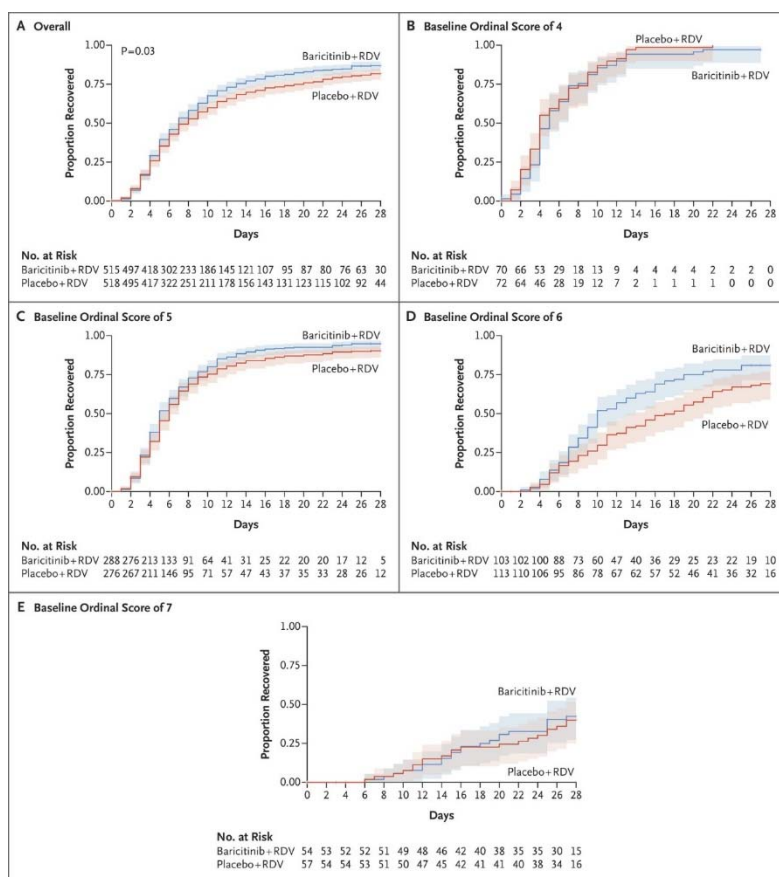 A Overall
P=0.03
Baricitinib+RDV
Placebo+RDV
Proportion Recovered
1.00
0.75
0.50
0.25
0.00
0 2 4 6 8 10 12 14 16 18 20 22 24 26 28
Days
No. at Risk
Baricitinib+RDV 515 497 418 302 233 186 145 121 107 95 87 80 76 63 30
Placebo+RDV 518 495 417 322 251 211 178 156 143 131 123 115 102 92 44
B Baseline Ordinal Score of 4
Placebo+RDV
Baricitinib+RDV
Proportion Recovered
1.00
0.75
0.50
0.25
0.00
0 2 4 6 8 10 12 14 16 18 20 22 24 26 28
Days
No. at Risk
Baricitinib+RDV 70 66 53 29 18 13 9 4 4 4 4 2 2 2 0
Placebo+RDV 72 64 46 28 19 12 7 2 1 1 1 1 0 0 0
C Baseline Ordinal Score of 5
Baricitinib+RDV
Placebo+RDV
Proportion Recovered
1.00
0.75
0.50
0.25
0.00
0 2 4 6 8 10 12 14 16 18 20 22 24 26 28
Days
No. at Risk
Baricitinib+RDV 288 276 213 133 91 64 41 31 25 22 20 20 17 12 5
Placebo+RDV 276 267 211 146 95 71 57 47 43 37 35 33 28 26 12
D Baseline Ordinal Score of 6
Baricitinib+RDV
Placebo+RDV
Proportion Recovered
1.00
0.75
0.50
0.25
0.00
0 2 4 6 8 10 12 14 16 18 20 22 24 26 28
Days
No. at Risk
Baricitinib+RDV 103 102 100 88 73 60 47 40 36 29 25 23 22 19 10
Placebo+RDV 113 110 106 95 86 78 67 62 57 52 46 41 36 32 16
E Baseline Ordinal Score of 7
Baricitinib+RDV
Placebo+RDV
Proportion Recovered
1.00
0.75
0.50
0.25
0.00
0 2 4 6 8 10 12 14 16 18 20 22 24 26 28
Days
No. at Risk
Baricitinib+RDV 54 53 52 52 51 49 48 46 42 40 38 35 35 30 15
Placebo+RDV 57 54 54 53 51 50 47 45 42 41 41 40 38 34 16